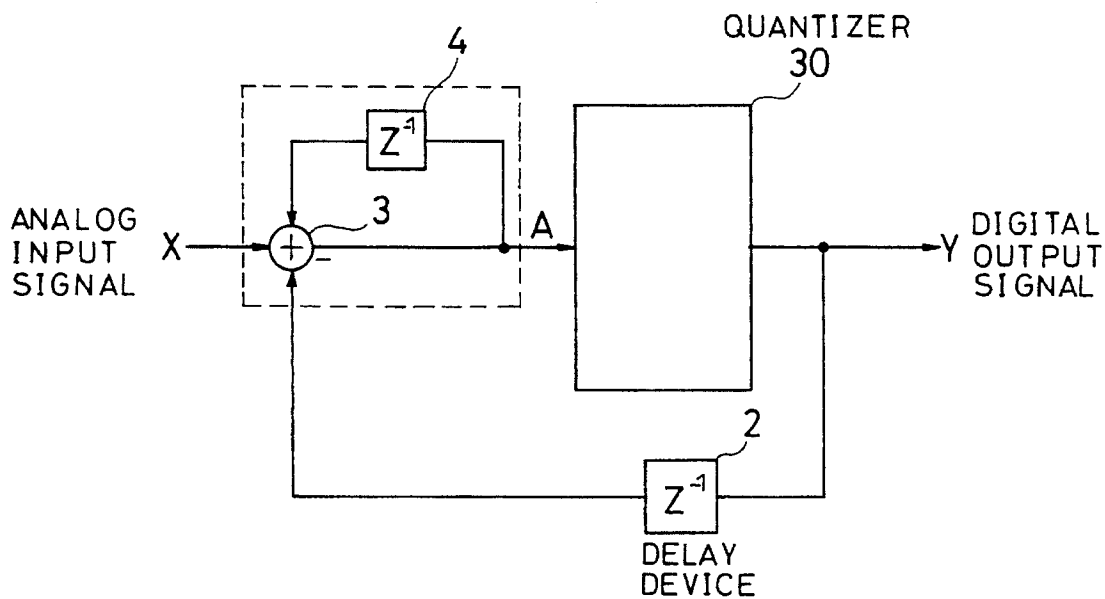 QUANTIZER
30
4
Z⁻¹
3
ANALOG
INPUT
SIGNAL
X
+
−
A
Y
DIGITAL
OUTPUT
SIGNAL
2
Z⁻¹
DELAY
DEVICE